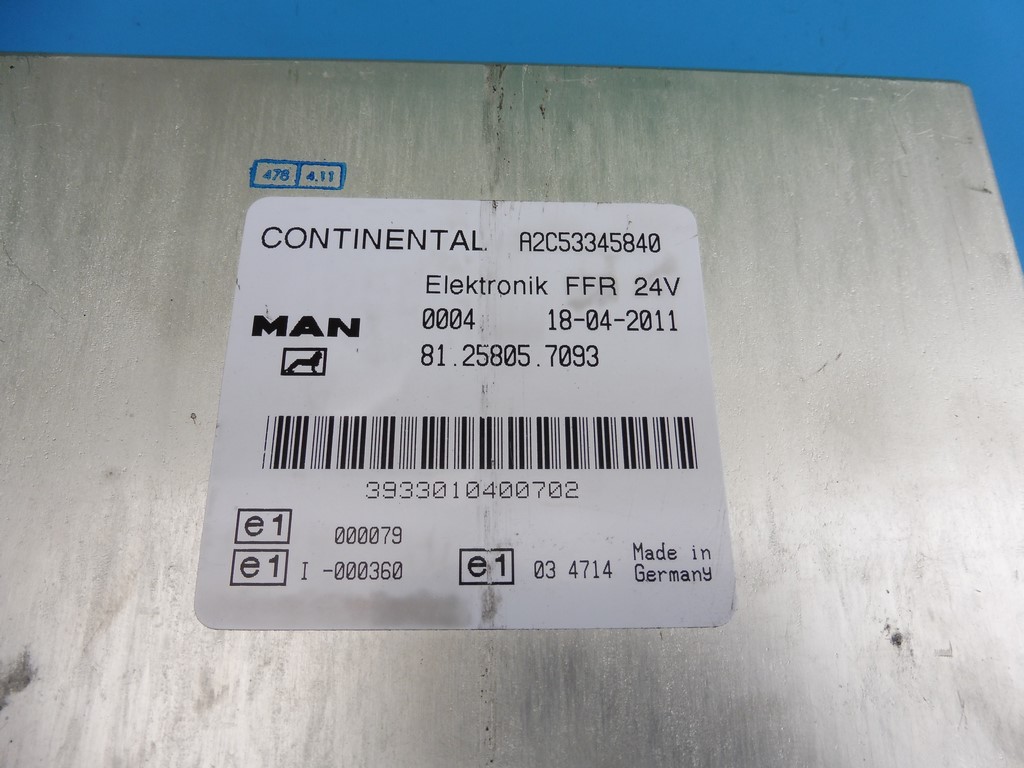 478 4.11
CONTINENTAL A2C53345840
Elektronik FFR 24V
MAN 0004 18-04-2011
81.25805.7093
3933010400702
e1 000079
e1 I -000360 e1 03 4714 Made in
Germany